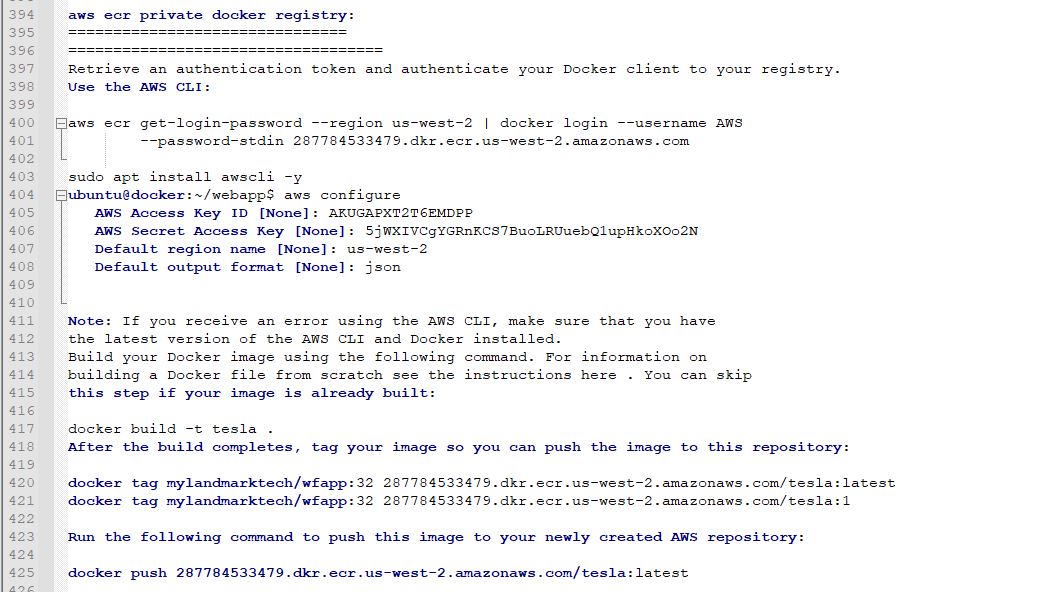 394 aws ecr private docker registry:
395 ===============================
396 ===================================
397 Retrieve an authentication token and authenticate your Docker client to your registry.
398 Use the AWS CLI:
399
400 aws ecr get-login-password --region us-west-2 | docker login --username AWS
401 --password-stdin 287784533479.dkr.ecr.us-west-2.amazonaws.com
402
403 sudo apt install awscli -y
404 ubuntu@docker:~/webapp$ aws configure
405 AWS Access Key ID [None]: AKUGAPXT2T6EMDPP
406 AWS Secret Access Key [None]: 5jWXIVCgYGRnKCS7BuoLRUuebQ1upHkoXOo2N
407 Default region name [None]: us-west-2
408 Default output format [None]: json
409
410
411 Note: If you receive an error using the AWS CLI, make sure that you have
412 the latest version of the AWS CLI and Docker installed.
413 Build your Docker image using the following command. For information on
414 building a Docker file from scratch see the instructions here . You can skip
415 this step if your image is already built:
416
417 docker build -t tesla .
418 After the build completes, tag your image so you can push the image to this repository:
419
420 docker tag mylandmarktech/wfapp:32 287784533479.dkr.ecr.us-west-2.amazonaws.com/tesla:latest
421 docker tag mylandmarktech/wfapp:32 287784533479.dkr.ecr.us-west-2.amazonaws.com/tesla:1
422
423 Run the following command to push this image to your newly created AWS repository:
424
425 docker push 287784533479.dkr.ecr.us-west-2.amazonaws.com/tesla:latest
426